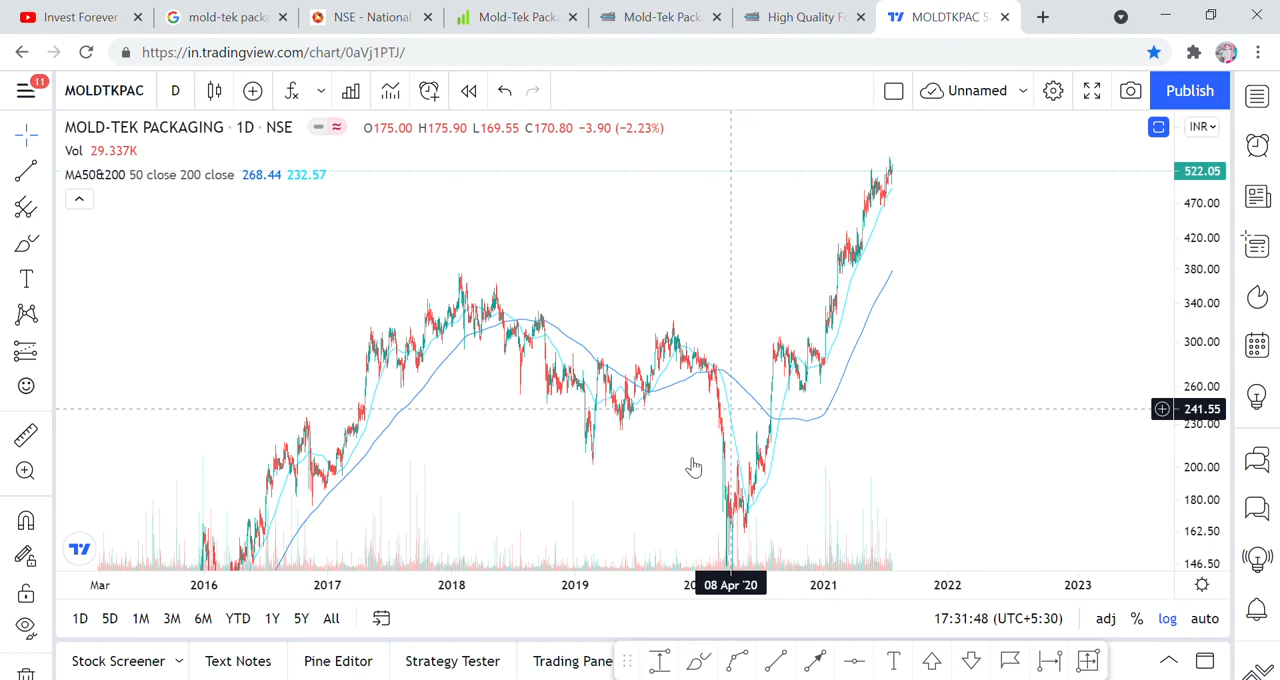 Invest Forever
mold-tek packa
NSE - National
Mold-Tek Pack
Mold-Tek Pack
High Quality Fo
MOLDTKPAC 5
https://in.tradingview.com/chart/0aVj1PTJ/
11
MOLDTKPAC
D
Unnamed
Publish
MOLD-TEK PACKAGING · 1D · NSE
O175.00 H175.90 L169.55 C170.80 −3.90 (−2.23%)
INR
Vol 29.337K
MA50&200 50 close 200 close 268.44 232.57
522.05
470.00
420.00
380.00
340.00
300.00
260.00
241.55
230.00
200.00
180.00
162.50
146.50
Mar 2016 2017 2018 2019 20 08 Apr '20 2021 2022 2023
1D 5D 1M 3M 6M YTD 1Y 5Y All
17:31:48 (UTC+5:30) adj % log auto
Stock Screener Text Notes Pine Editor Strategy Tester Trading Pane